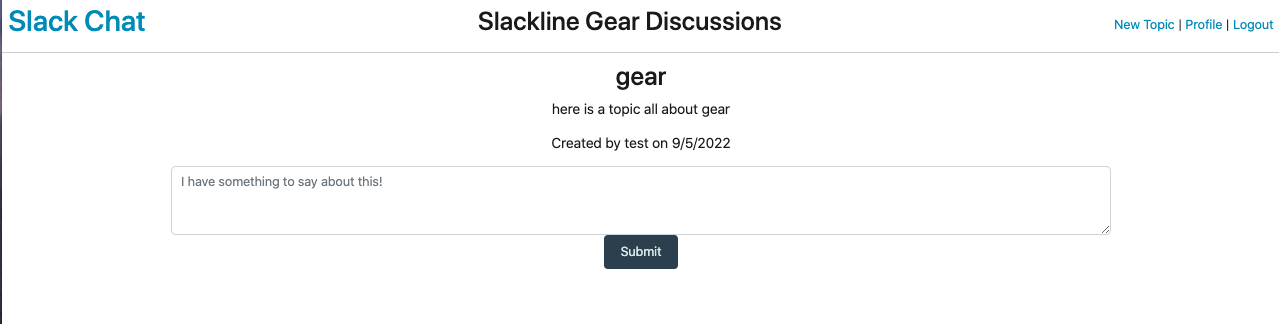 Slack Chat
Slackline Gear Discussions
New Topic | Profile | Logout
gear
here is a topic all about gear
Created by test on 9/5/2022
I have something to say about this!
Submit